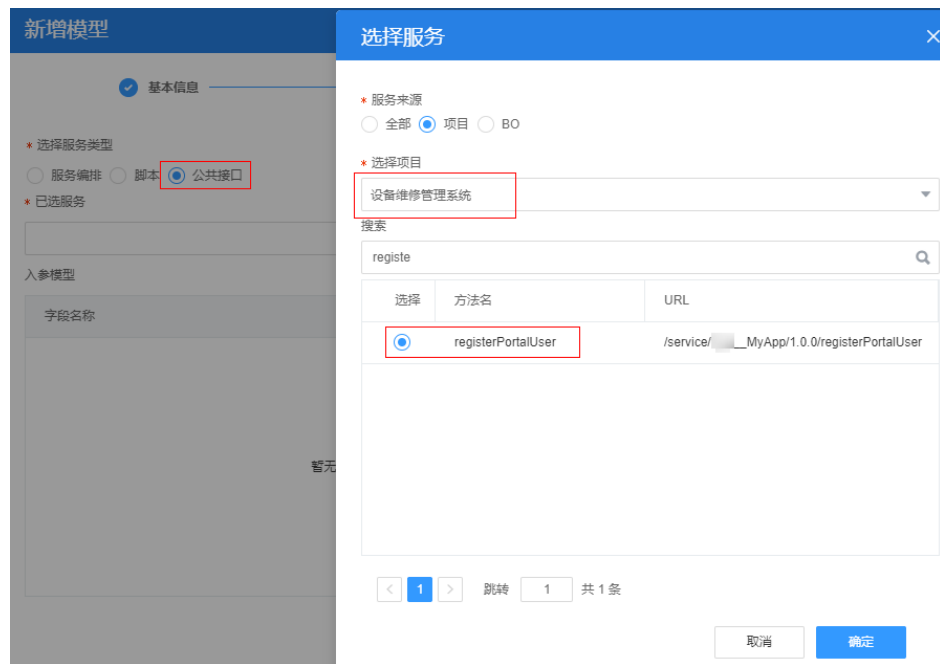 新增模型
基本信息
* 选择服务类型
服务编排 脚本 公共接口
* 已选服务
入参模型
字段名称
暂无
选择服务
* 服务来源
全部 项目 BO
* 选择项目
设备维修管理系统
搜索
registe
选择 方法名 URL
registerPortalUser /service/ __MyApp/1.0.0/registerPortalUser
< 1 > 跳转 1 共 1 条
取消 确定